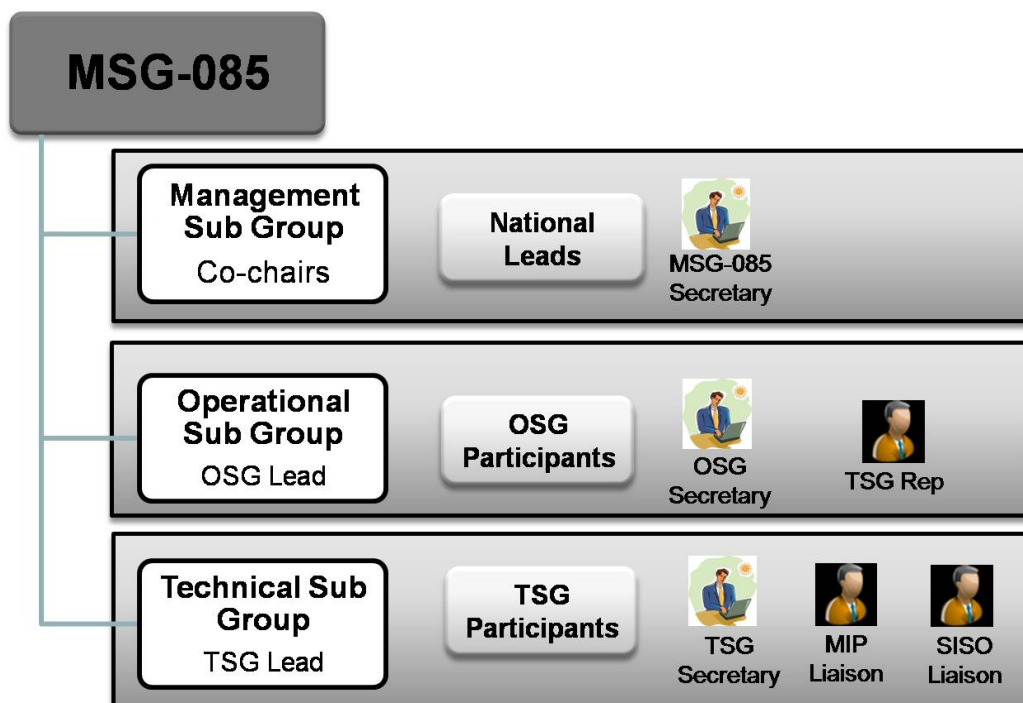 MSG-085
Management
Sub Group
Co-chairs
National
Leads
MSG-085
Secretary
Operational
Sub Group
OSG Lead
OSG
Participants
OSG
Secretary
TSG Rep
Technical Sub
Group
TSG Lead
TSG
Participants
TSG
Secretary
MIP
Liaison
SISO
Liaison